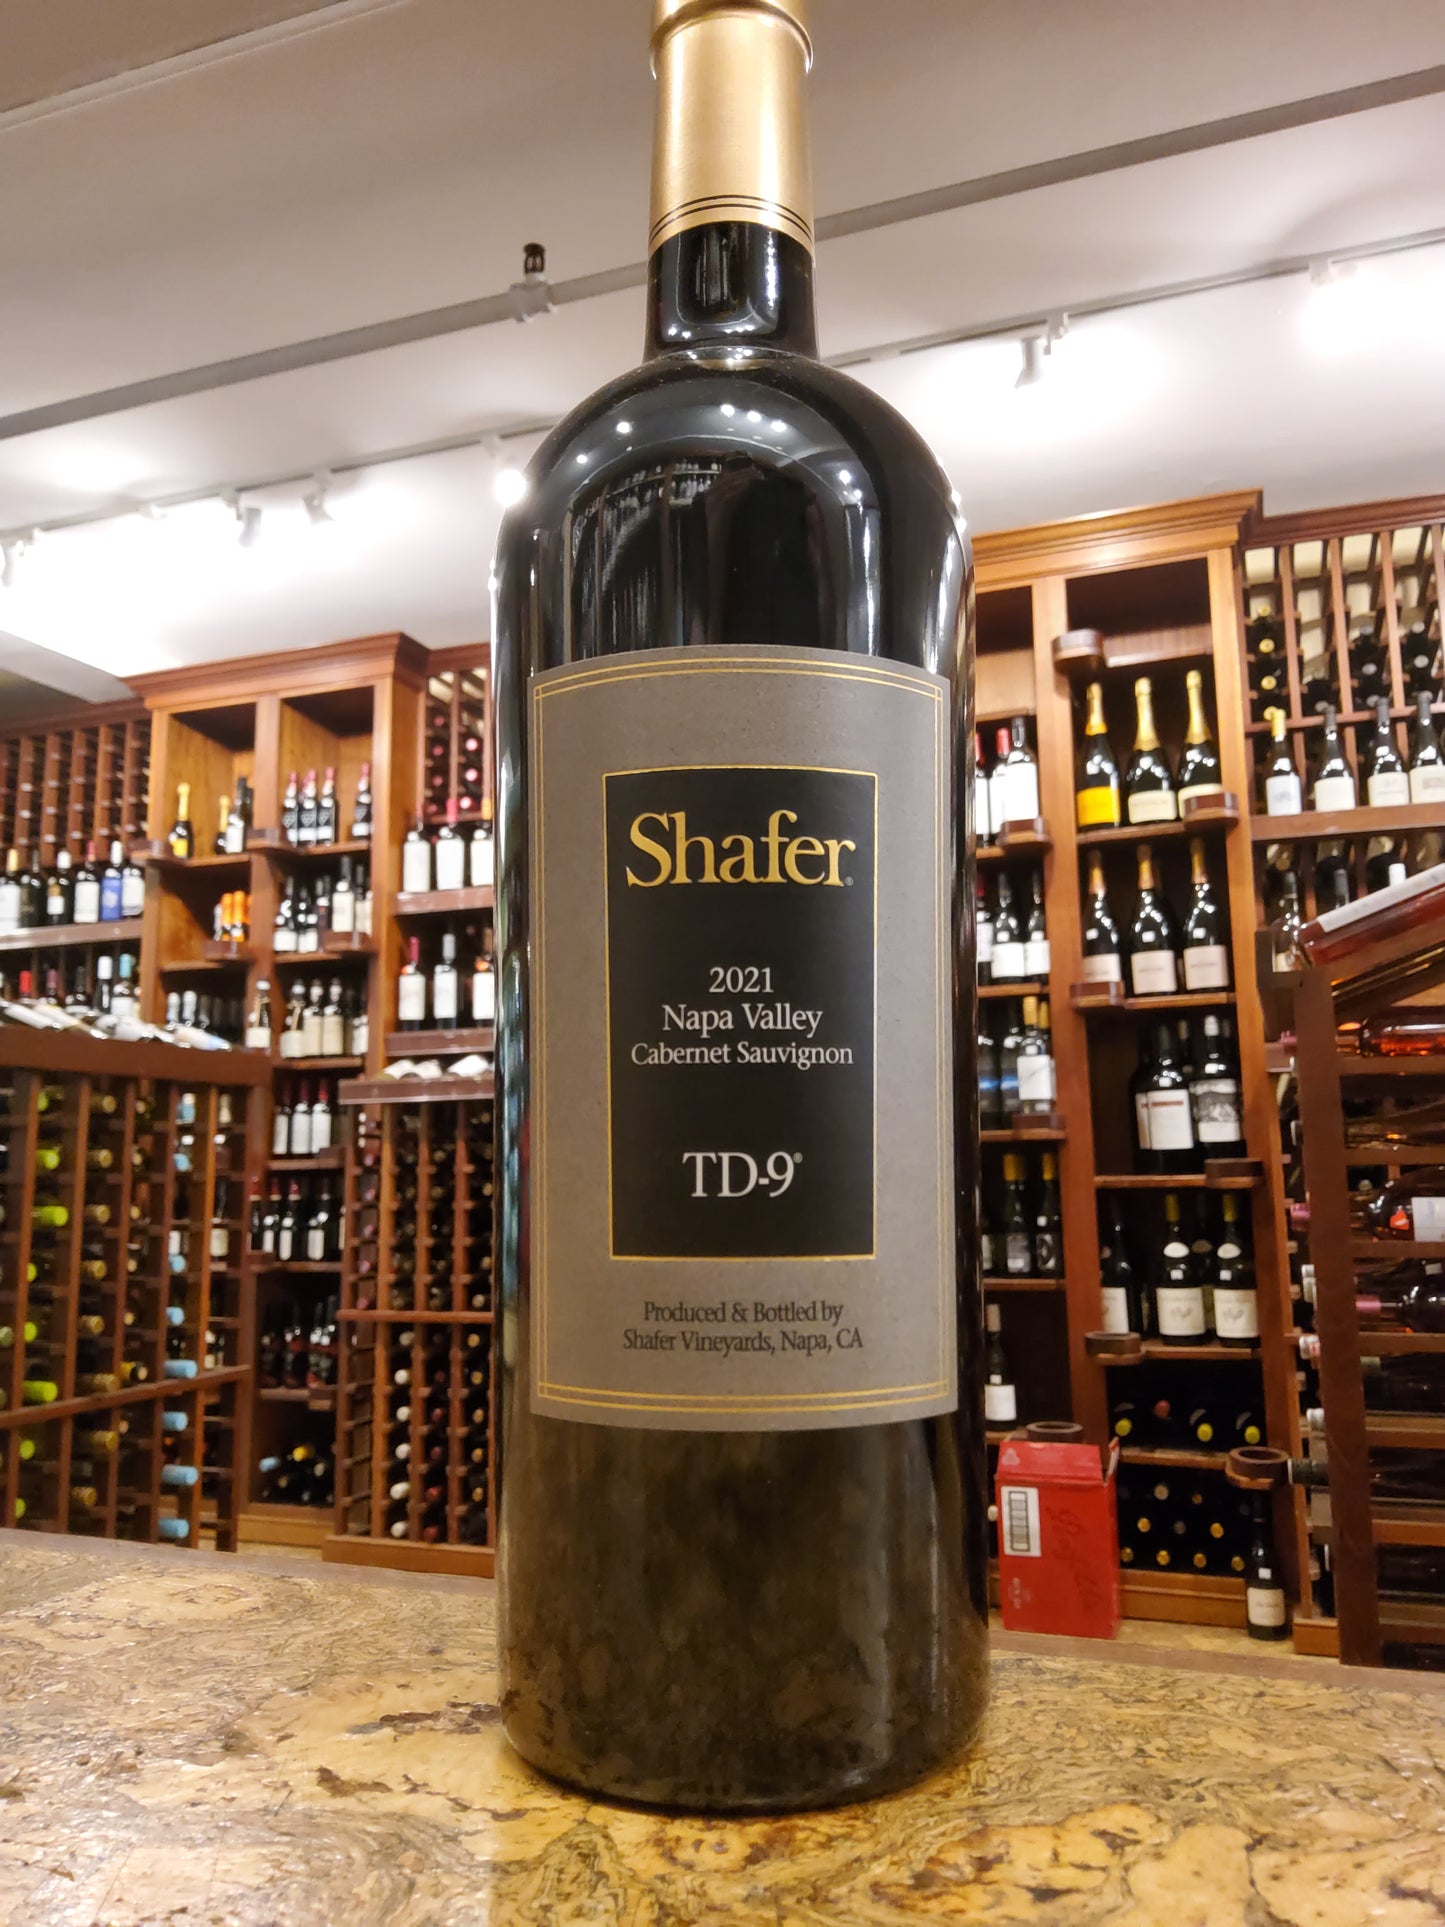 Shafer®
2021
Napa Valley
Cabernet Sauvignon
TD-9®
Produced & Bottled by
Shafer Vineyards, Napa, CA